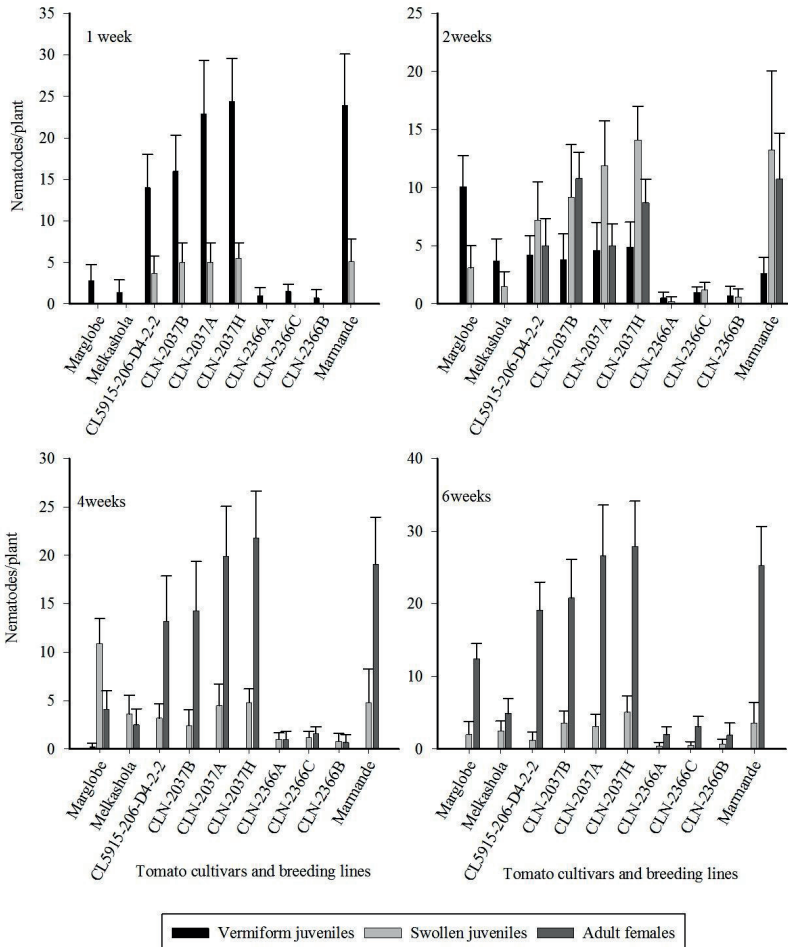 35
30
25
20
15
10
5
0
1 week
Nematodes/plant
Marglobe
Melkashola
CL5915-206-D4-2-2
CLN-2037B
CLN-2037A
CLN-2037H
CLN-2366A
CLN-2366C
CLN-2366B
Marmande
25
20
15
10
5
0
2weeks
Marglobe
Melkashola
CL5915-206-D4-2-2
CLN-2037B
CLN-2037A
CLN-2037H
CLN-2366A
CLN-2366C
CLN-2366B
Marmande
30
25
20
15
10
5
0
4weeks
Nematodes/plant
Marglobe
Melkashola
CL5915-206-D4-2-2
CLN-2037B
CLN-2037A
CLN-2037H
CLN-2366A
CLN-2366C
CLN-2366B
Marmande
Tomato cultivars and breeding lines
40
30
20
10
0
6weeks
Marglobe
Melkashola
CL5915-206-D4-2-2
CLN-2037B
CLN-2037A
CLN-2037H
CLN-2366A
CLN-2366C
CLN-2366B
Marmande
Tomato cultivars and breeding lines
Vermiform juveniles Swollen juveniles Adult females